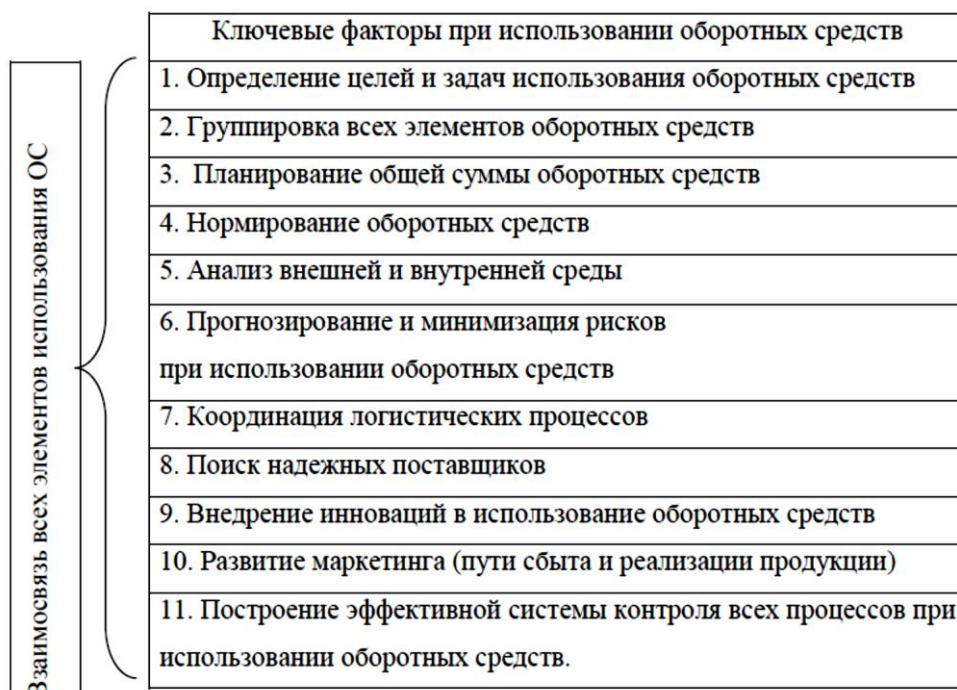 Ключевые факторы при использовании оборотных средств
Взаимосвязь всех элементов использования ОС
1. Определение целей и задач использования оборотных средств
2. Группировка всех элементов оборотных средств
3. Планирование общей суммы оборотных средств
4. Нормирование оборотных средств
5. Анализ внешней и внутренней среды
6. Прогнозирование и минимизация рисков
при использовании оборотных средств
7. Координация логистических процессов
8. Поиск надежных поставщиков
9. Внедрение инноваций в использование оборотных средств
10. Развитие маркетинга (пути сбыта и реализации продукции)
11. Построение эффективной системы контроля всех процессов при
использовании оборотных средств.